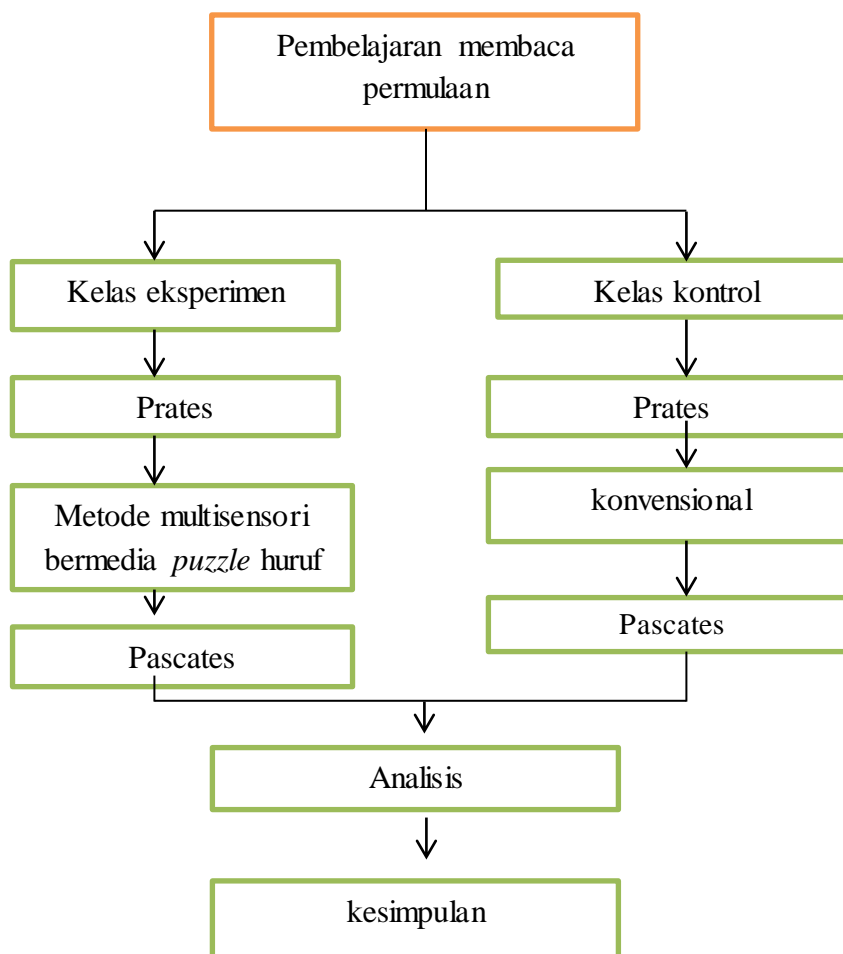 Pembelajaran membaca
permulaan
Kelas eksperimen
Kelas kontrol
Prates
Prates
Metode multisensori
bermedia puzzle huruf
konvensional
Pascates
Pascates
Analisis
kesimpulan